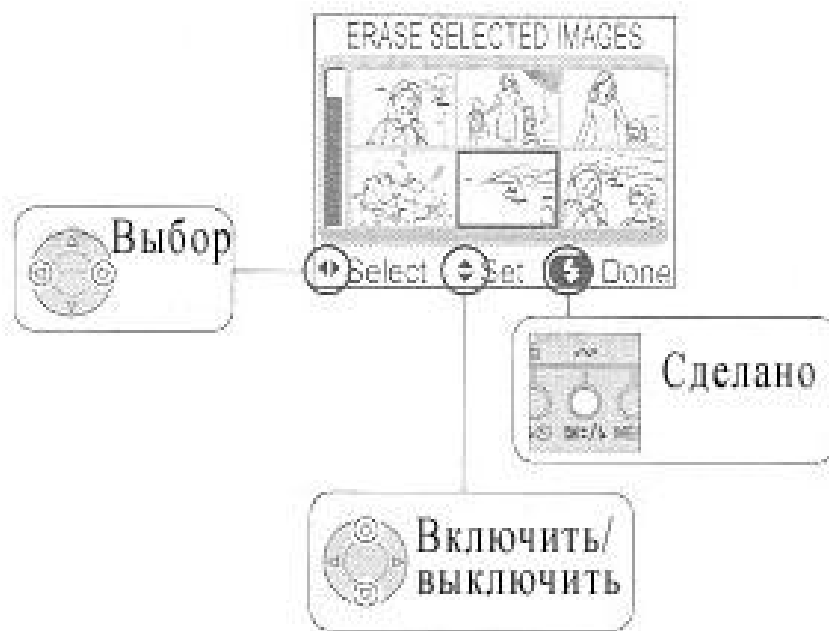 ERASE SELECTED IMAGES
Выбор
Select Set Done
Сделано
Включить/
выключить